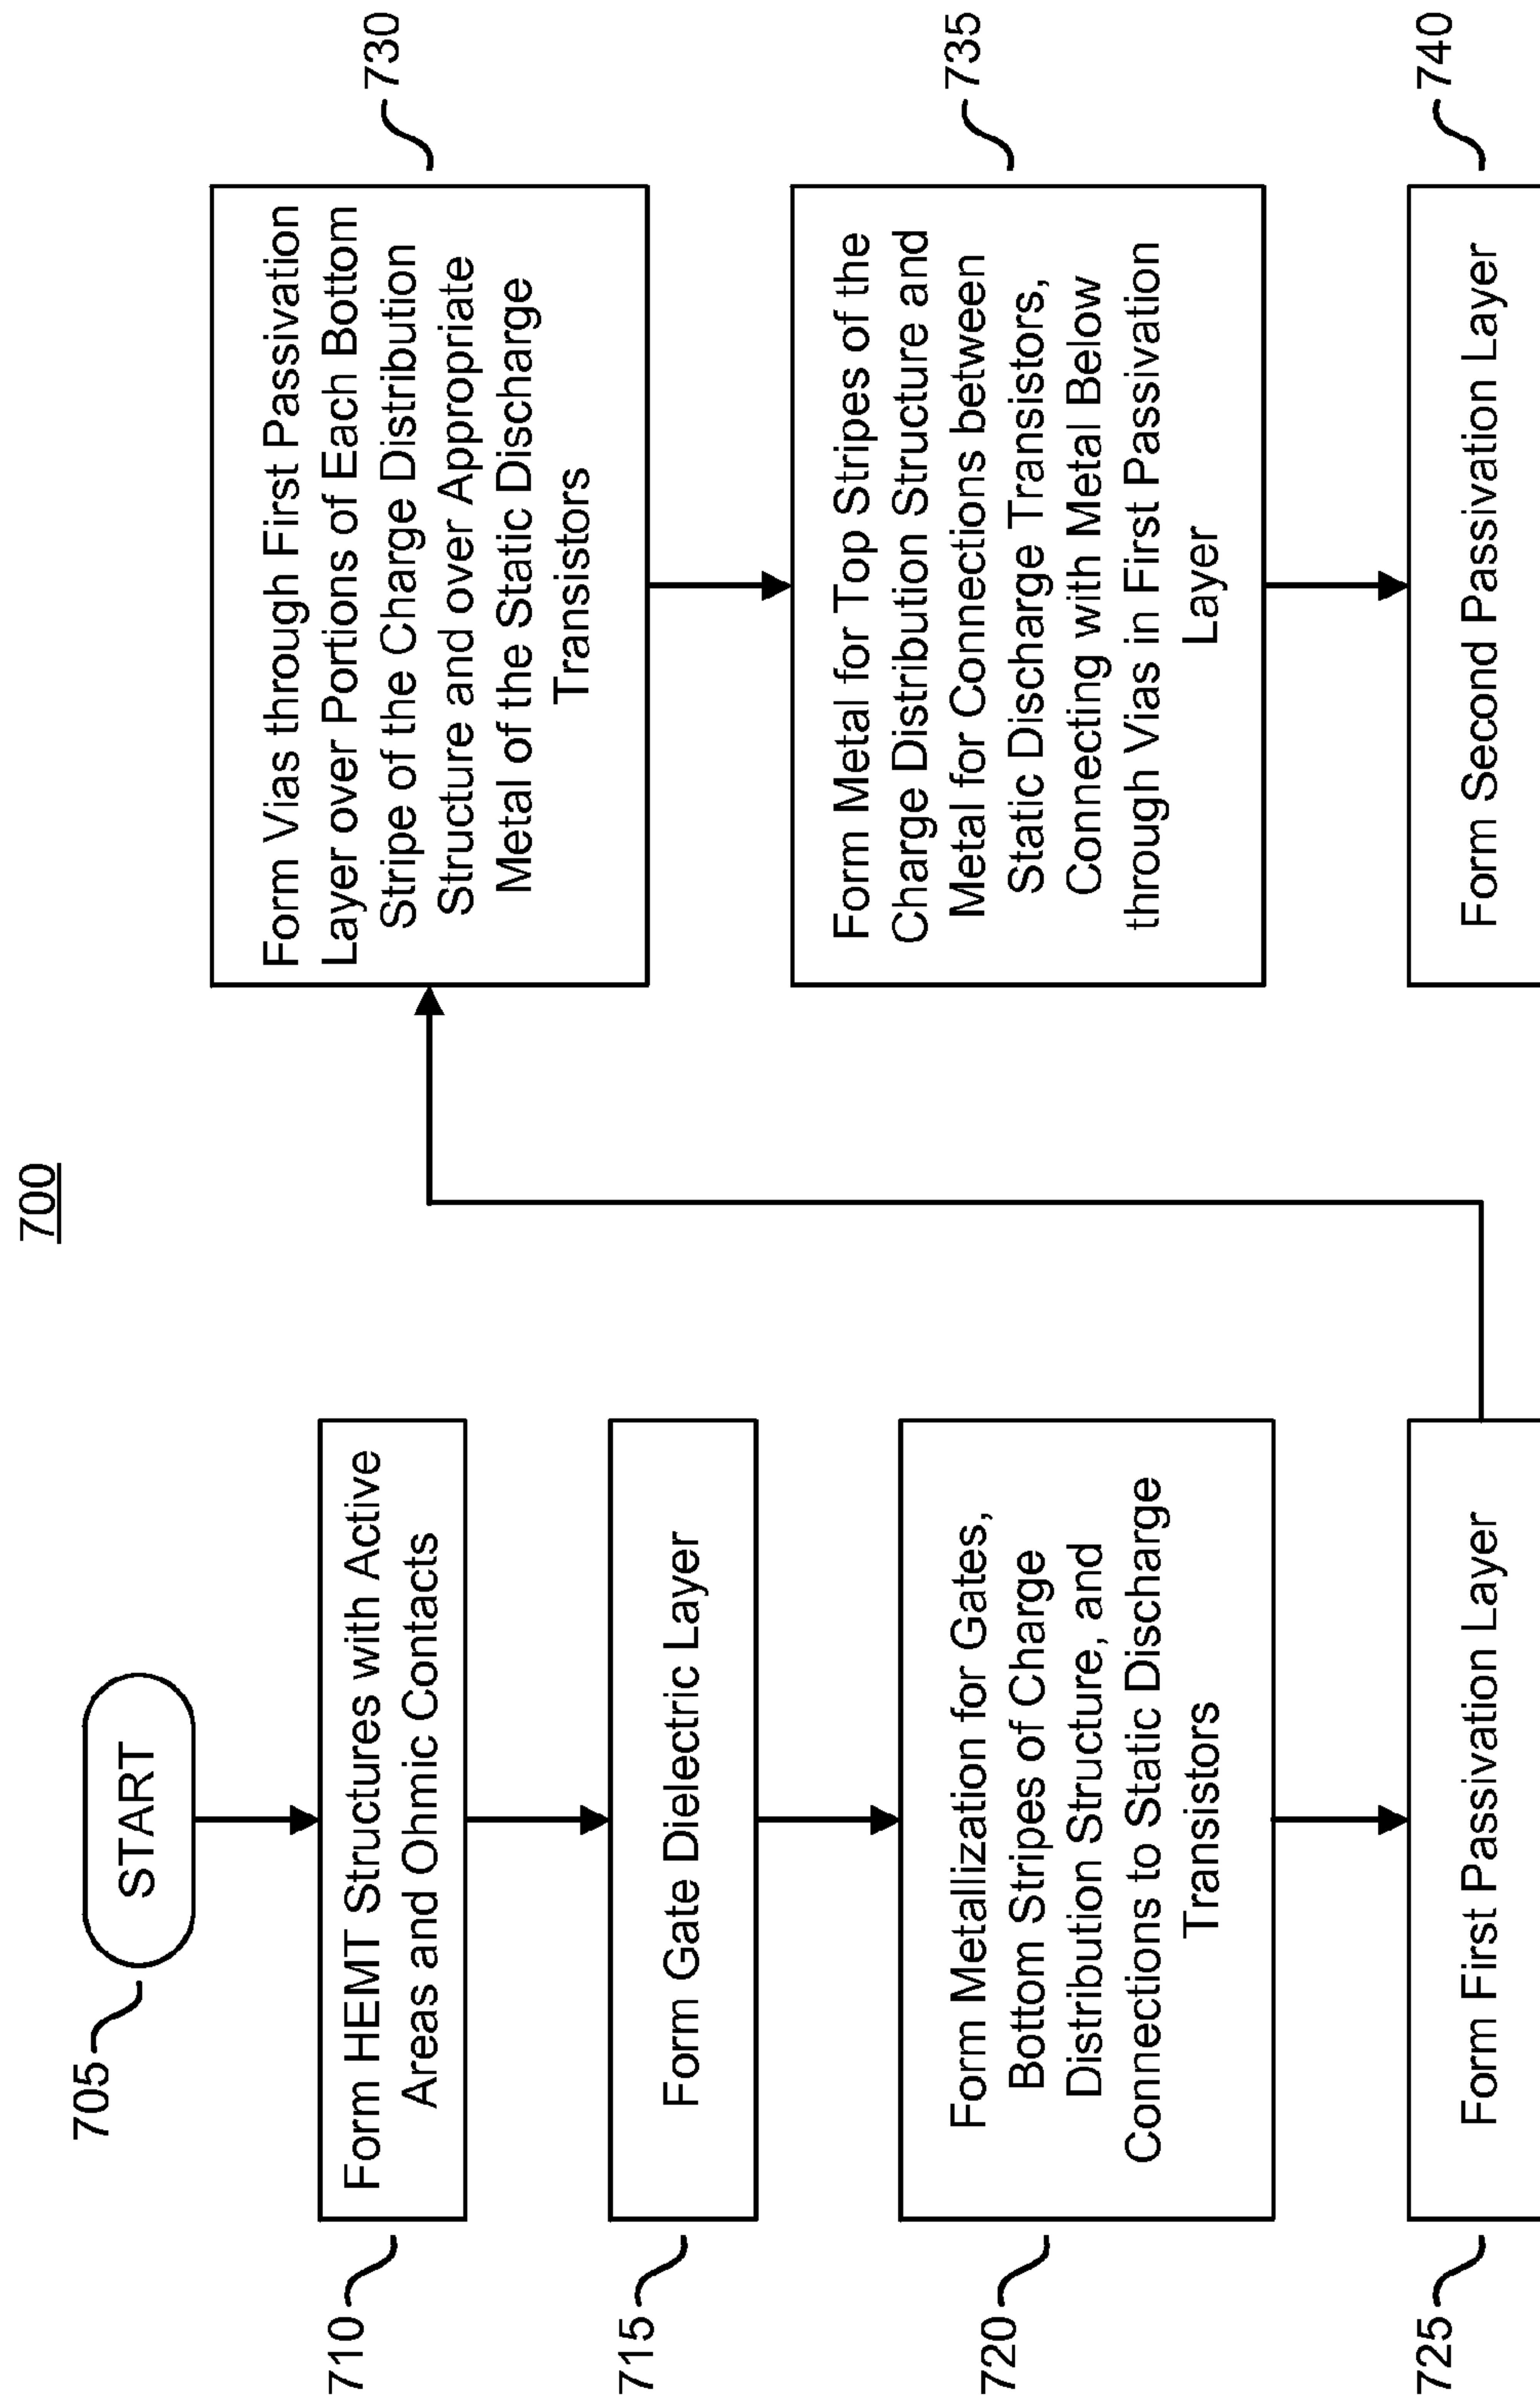 700
705
START
710
Form HEMT Structures with Active
Areas and Ohmic Contacts
715
Form Gate Dielectric Layer
720
Form Metallization for Gates,
Bottom Stripes of Charge
Distribution Structure, and
Connections to Static Discharge
Transistors
725
Form First Passivation Layer
730
Form Vias through First Passivation
Layer over Portions of Each Bottom
Stripe of the Charge Distribution
Structure and over Appropriate
Metal of the Static Discharge
Transistors
735
Form Metal for Top Stripes of the
Charge Distribution Structure and
Metal for Connections between
Static Discharge Transistors,
Connecting with Metal Below
through Vias in First Passivation
Layer
740
Form Second Passivation Layer